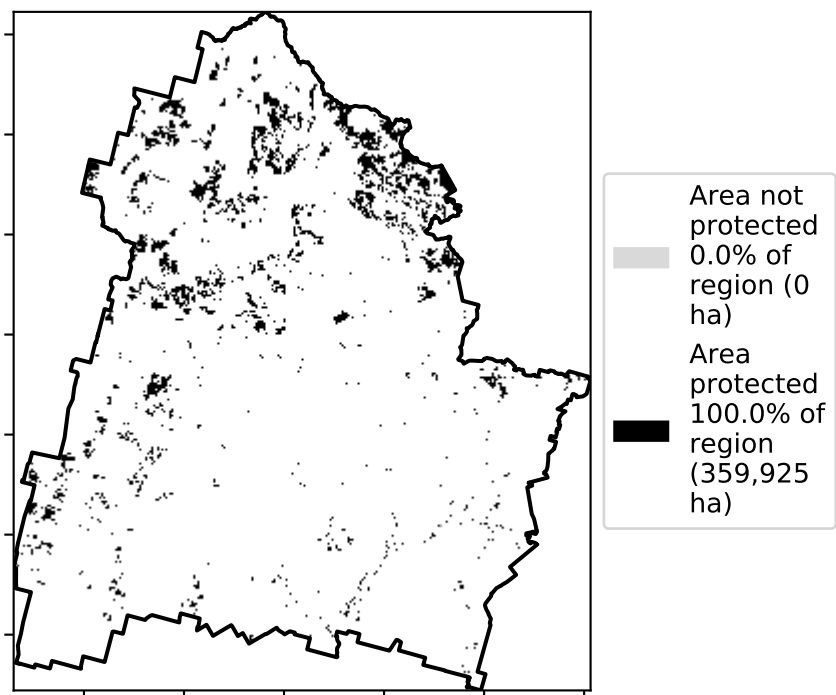 Area not
protected
0.0% of
region (0
ha)
Area
protected
100.0% of
region
(359,925
ha)